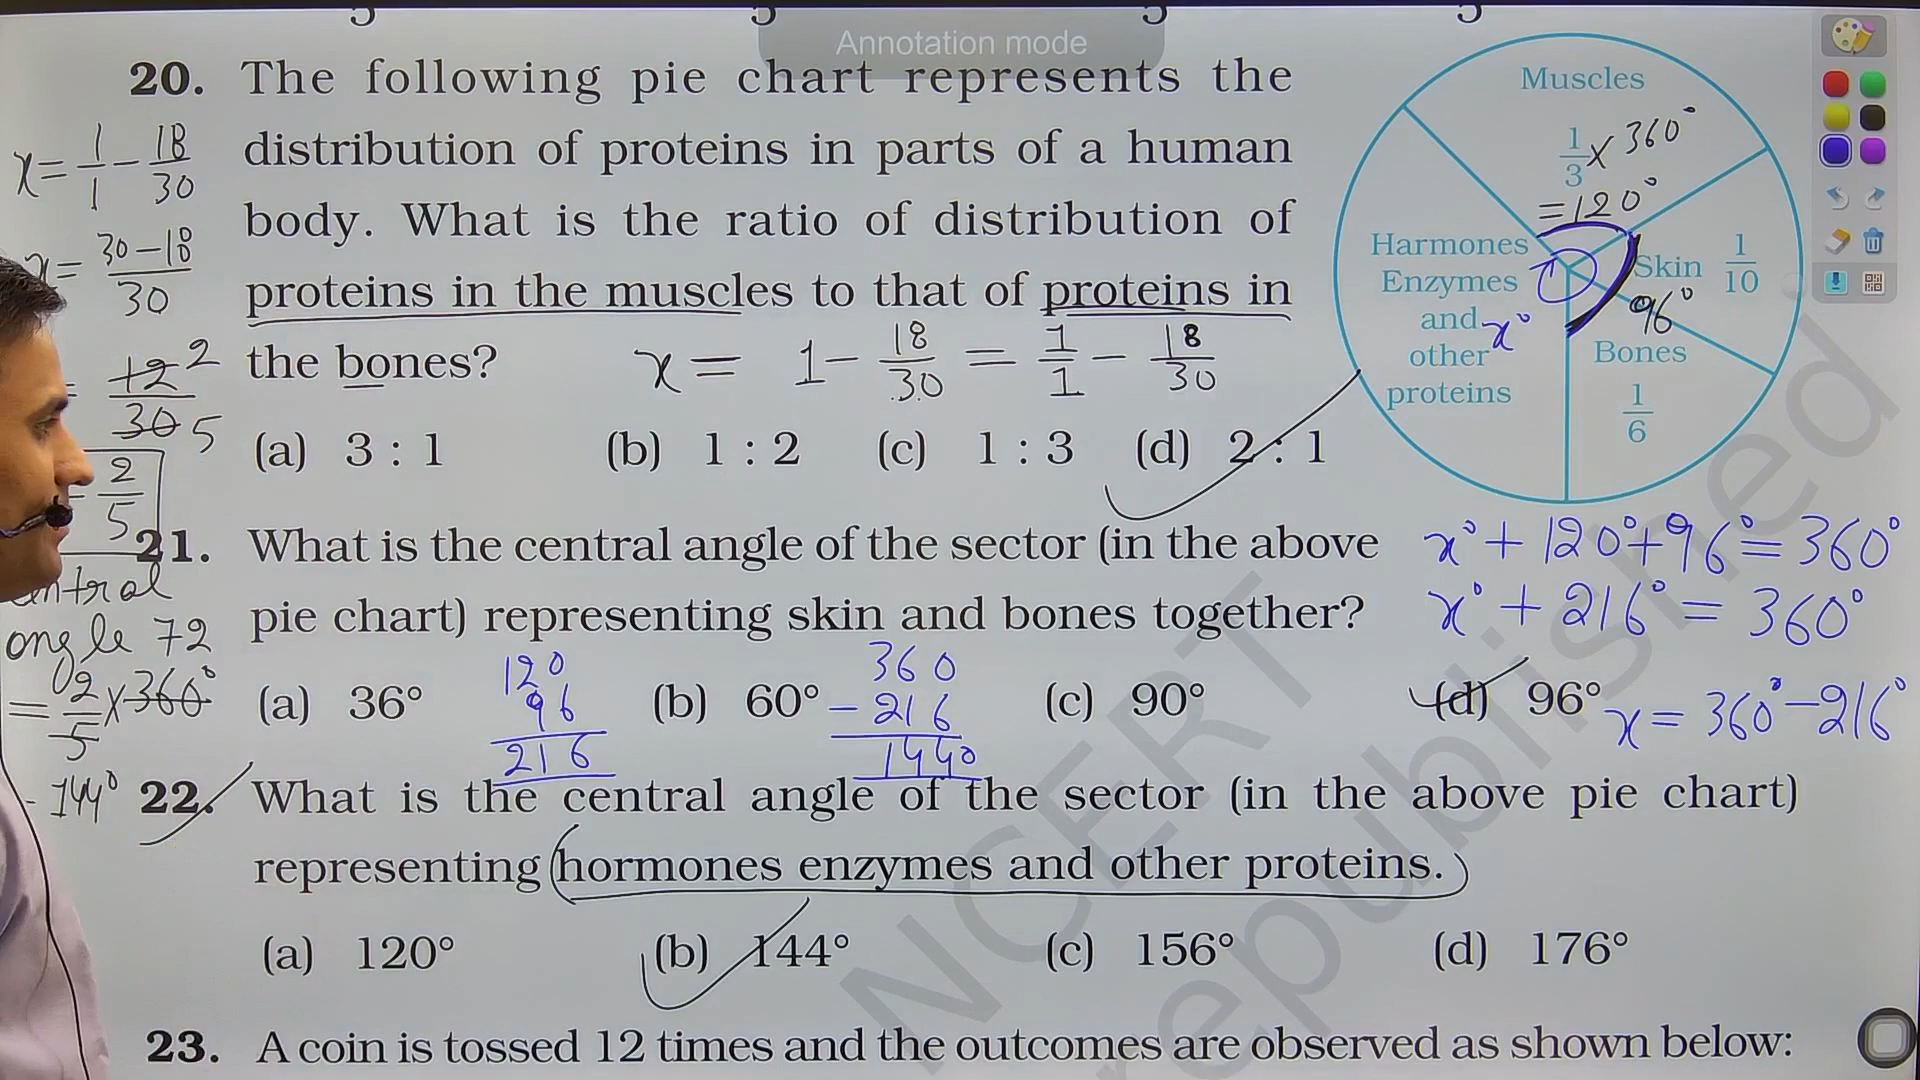 Annotation mode
20. The following pie chart represents the
distribution of proteins in parts of a human
body. What is the ratio of distribution of
proteins in the muscles to that of proteins in
the bones?
x = 1 - 18/30 = 1/1 - 18/30
(a) 3 : 1 (b) 1 : 2 (c) 1 : 3 (d) 2 : 1
x = 1/1 - 18/30
x = 30-18/30
= 12/30 2/5
= 2/5
Muscles
1/3 × 360°
= 120°
Skin 1/10
96°
Bones
1/6
Harmones
Enzymes
and
other
proteins
x°
21. What is the central angle of the sector (in the above
pie chart) representing skin and bones together?
(a) 36° (b) 60° (c) 90° (d) 96°
120
96
216
360
- 216
1440
x° + 120° + 96° = 360°
x° + 216° = 360°
x = 360° - 216°
angle 72
= 2/5 × 360°
144°
22. What is the central angle of the sector (in the above pie chart)
representing hormones enzymes and other proteins.
(a) 120° (b) 144° (c) 156° (d) 176°
23. A coin is tossed 12 times and the outcomes are observed as shown below:
NCERT
republished